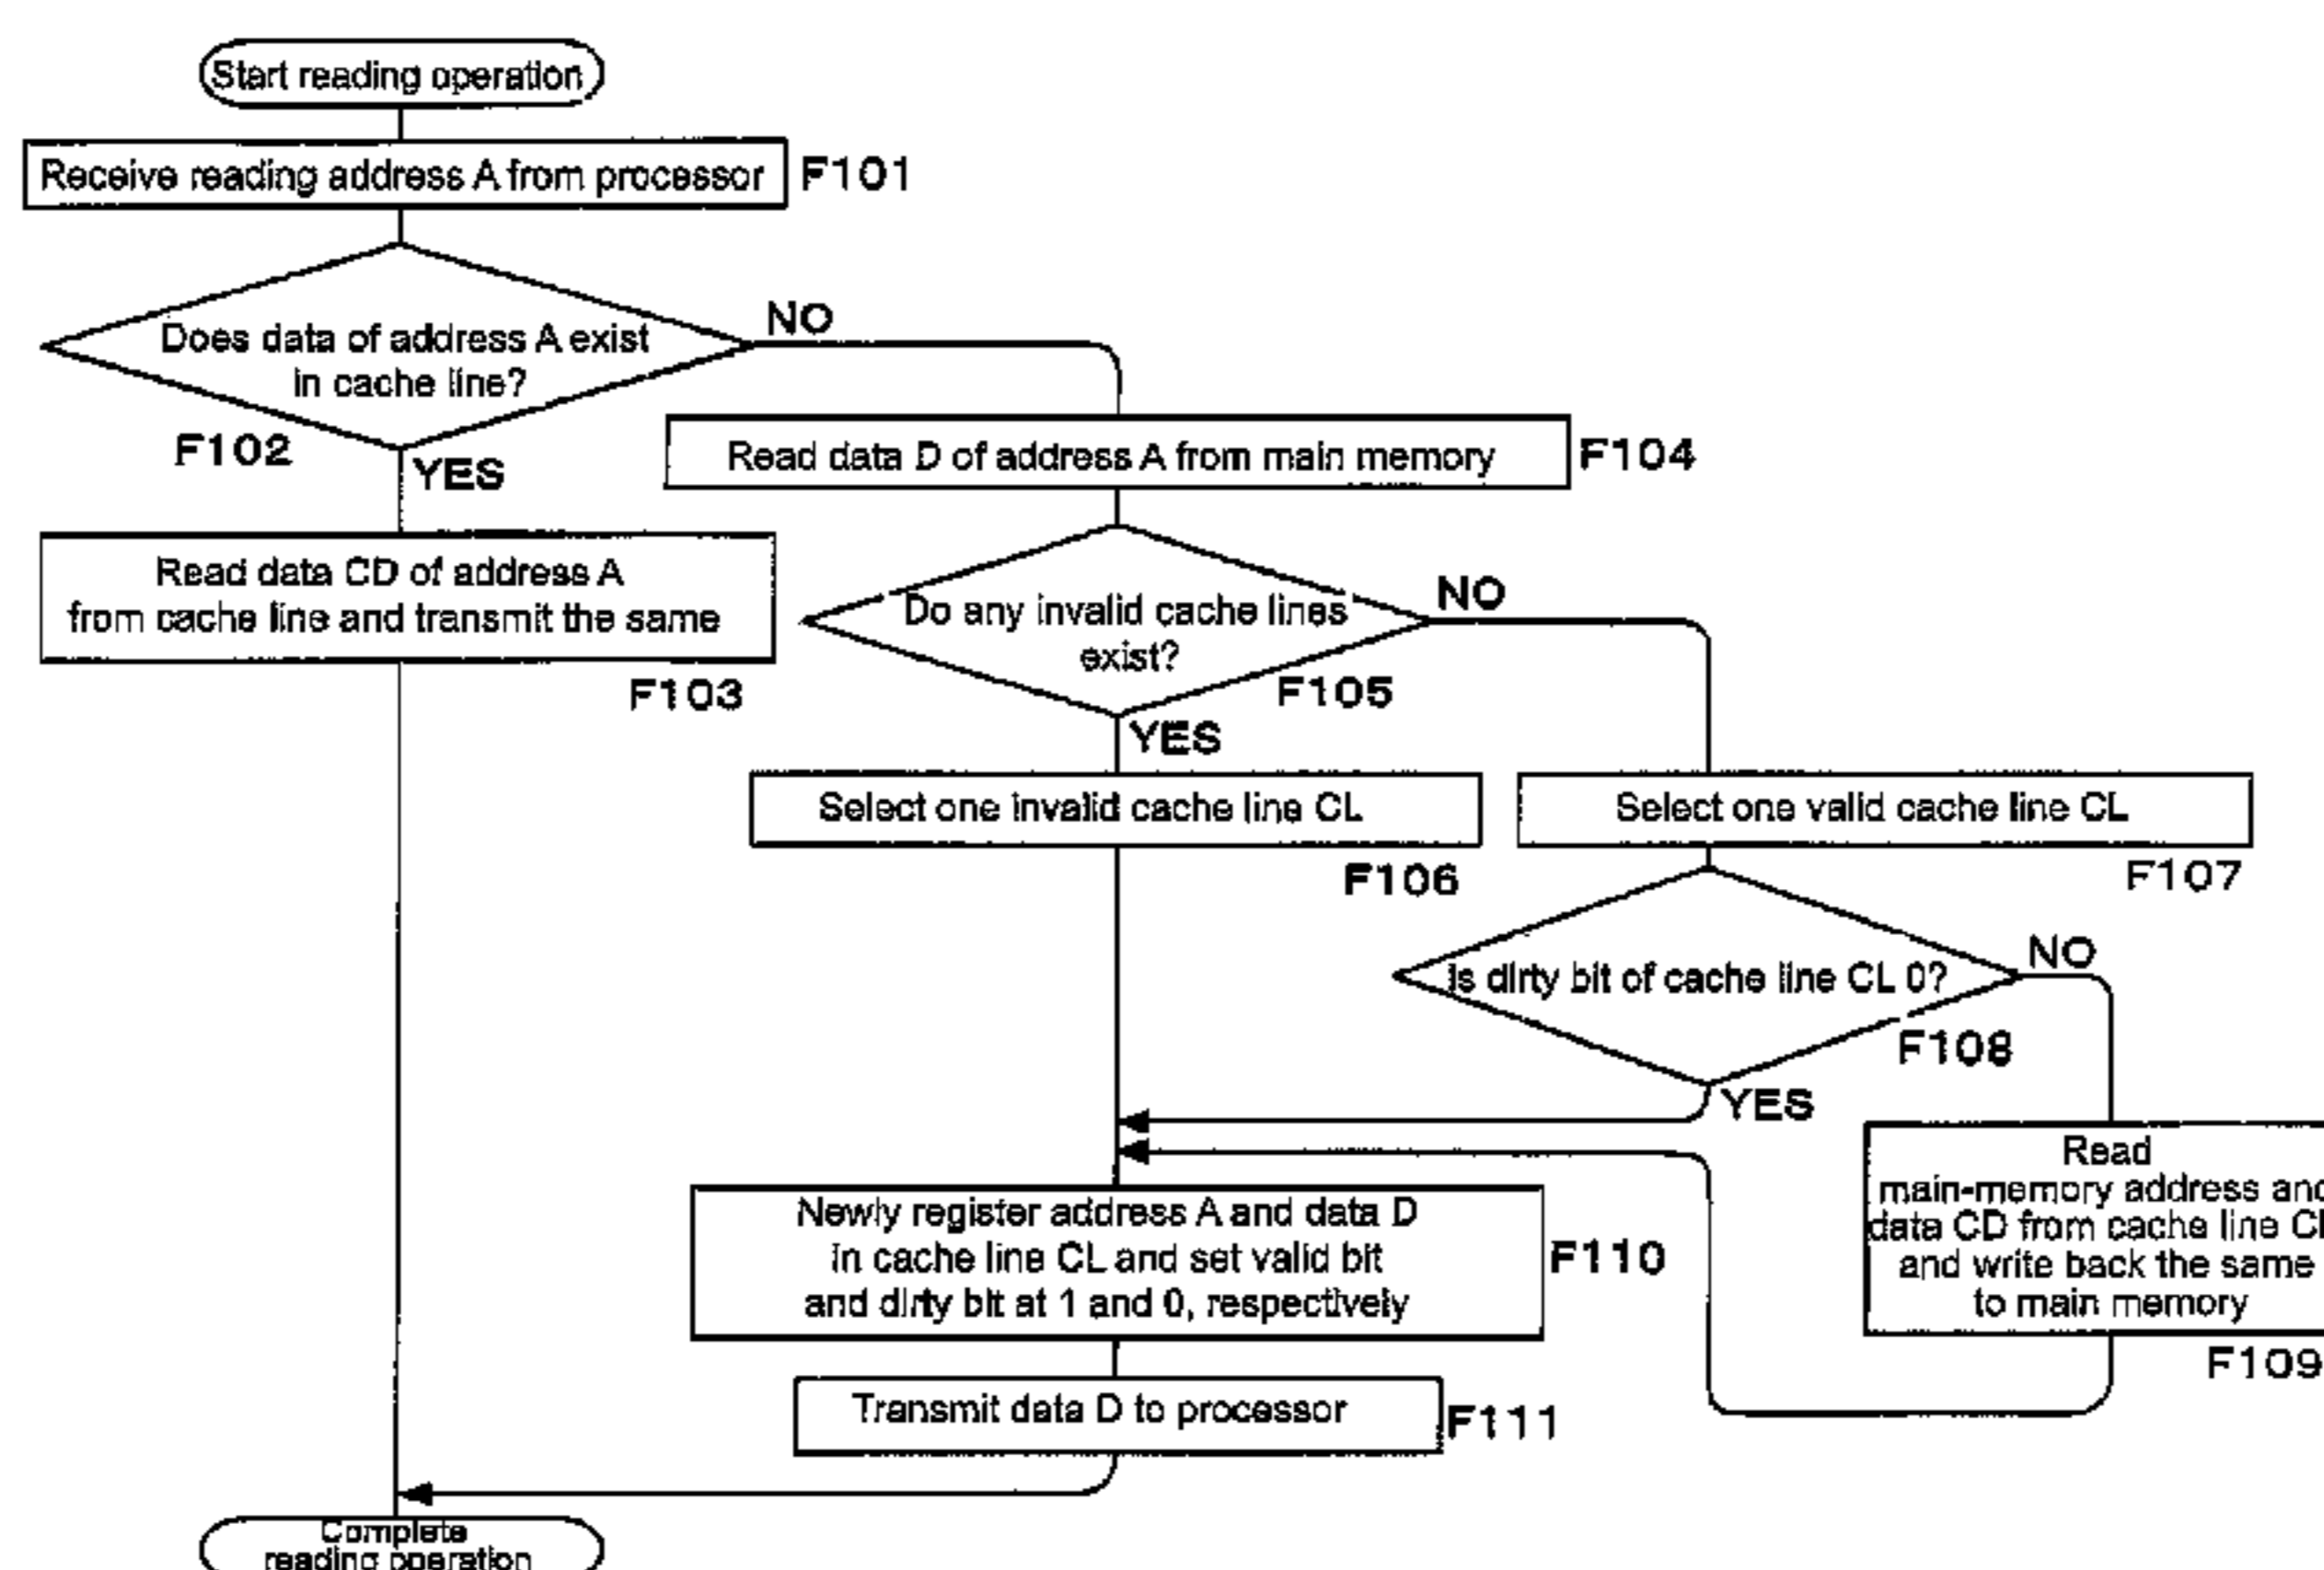 Start reading operation
Receive reading address A from processor
F101
Does data of address A exist
in cache line?
NO
F102
YES
Read data D of address A from main memory
F104
Read data CD of address A
from cache line and transmit the same
F103
Do any invalid cache lines
exist?
NO
F105
YES
Select one invalid cache line CL
F106
Select one valid cache line CL
F107
Is dirty bit of cache line CL 0?
NO
F108
YES
Read
main-memory address and
data CD from cache line CL
and write back the same
to main memory
F109
Newly register address A and data D
in cache line CL and set valid bit
and dirty bit at 1 and 0, respectively
F110
Transmit data D to processor
F111
Complete
reading operation